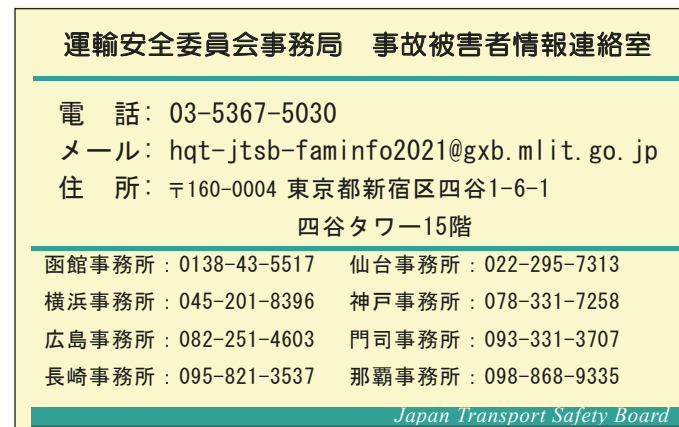 運輸安全委員会事務局　事故被害者情報連絡室
電　話: 03-5367-5030
メール: hqt-jtsb-faminfo2021@gxb.mlit.go.jp
住　所: 〒160-0004 東京都新宿区四谷1-6-1
四谷タワー15階
函館事務所：0138-43-5517　仙台事務所：022-295-7313
横浜事務所：045-201-8396　神戸事務所：078-331-7258
広島事務所：082-251-4603　門司事務所：093-331-3707
長崎事務所：095-821-3537　那覇事務所：098-868-9335
Japan Transport Safety Board